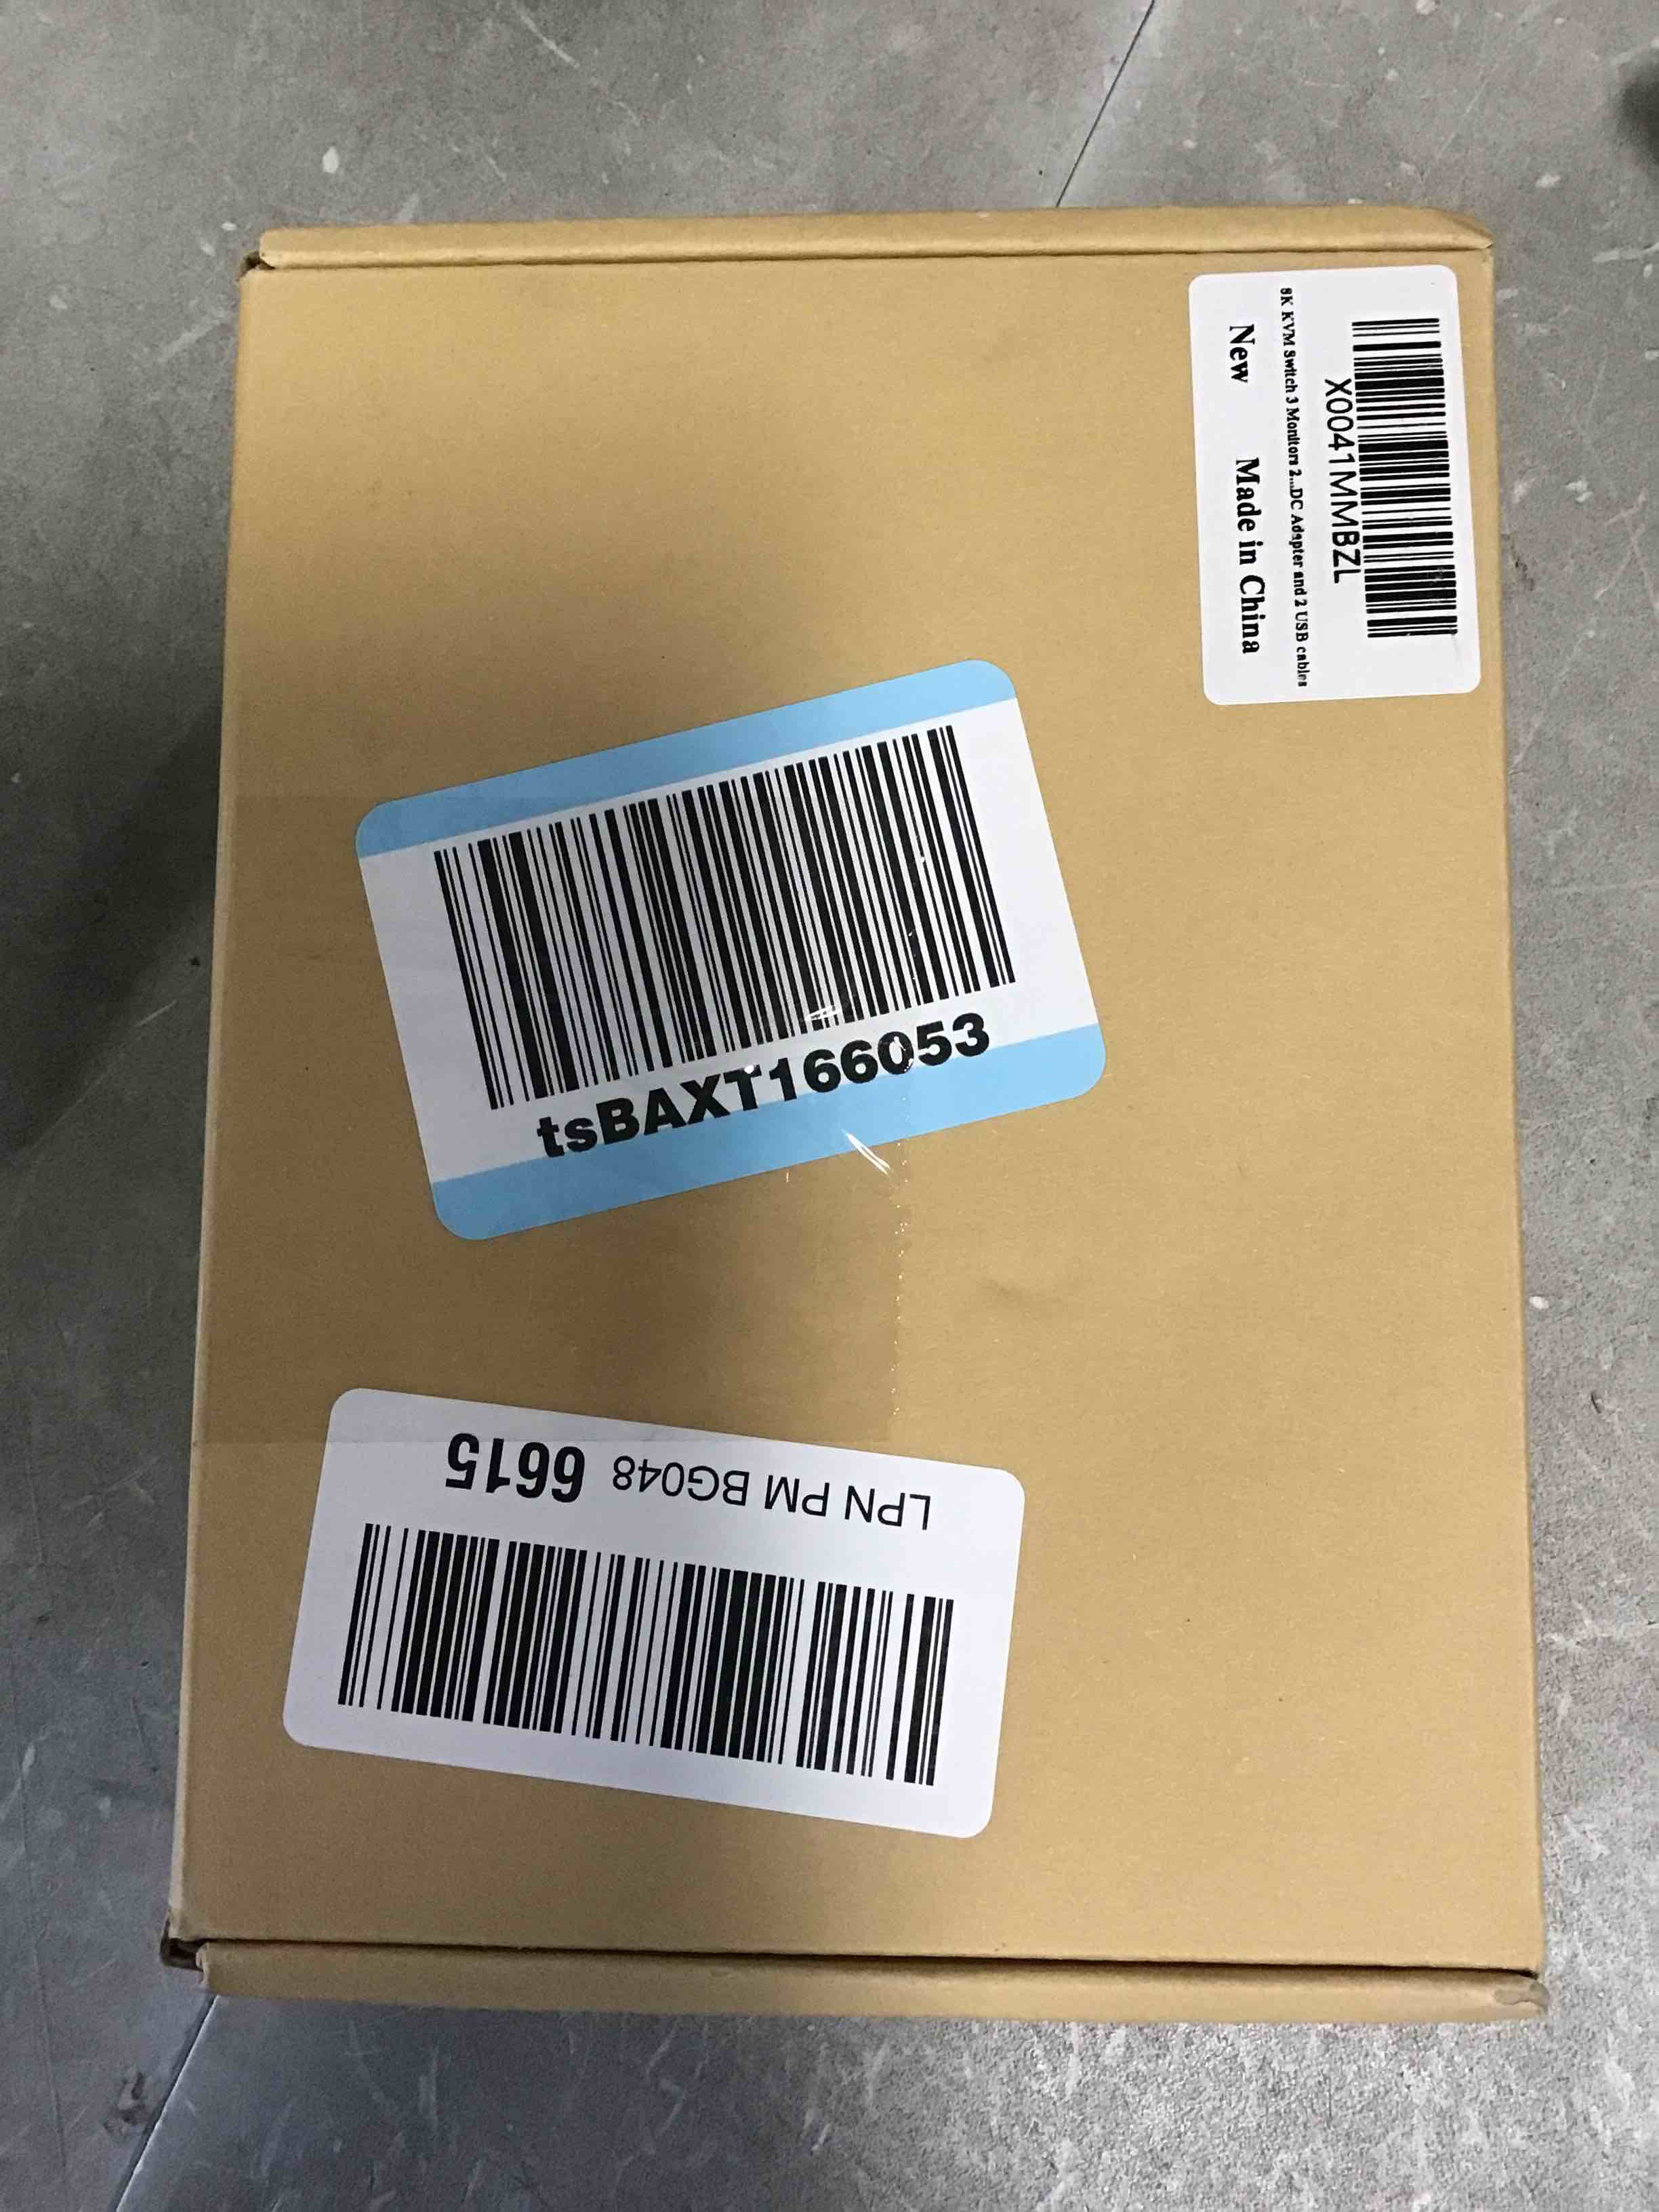 X0041MMBZL
8K KVM Switch 3 Monitors 2...DC Adapter and 2 USB cables
New Made in China
tsBAXT166053
LPN PM BG048 6615